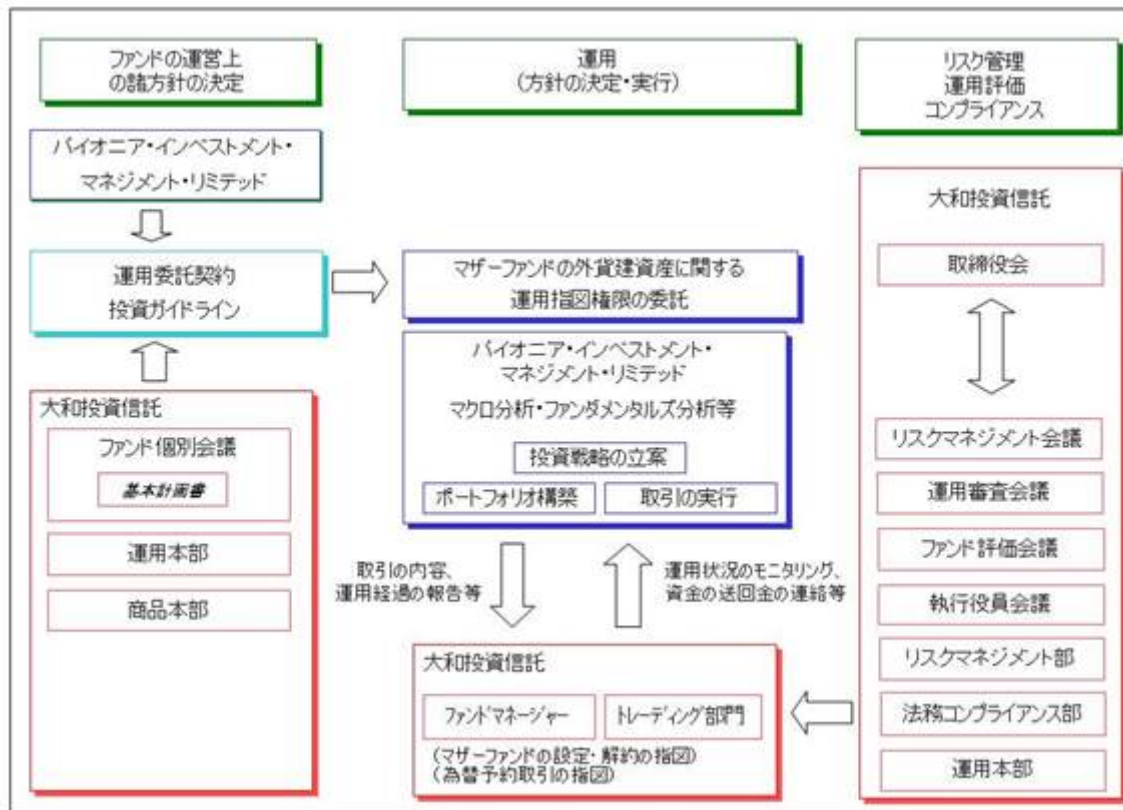 ファンドの運営上
の諸方針の決定
運用
(方針の決定・実行)
リスク管理
運用評価
コンプライアンス
パイオニア・インベストメント・
マネジメント・リミテッド
運用委託契約
投資ガイドライン
大和投資信託
ファンド個別会議
基本計画書
運用本部
商品本部
マザーファンドの外貨建資産に関する
運用指図権限の委託
パイオニア・インベストメント・
マネジメント・リミテッド
マクロ分析・ファンダメンタルズ分析等
投資戦略の立案
ポートフォリオ構築
取引の実行
取引の内容、
運用経過の報告等
運用状況のモニタリング、
資金の送回金の連絡等
大和投資信託
ファンドマネージャー
トレーディング部門
(マザーファンドの設定・解約の指図)
(為替予約取引の指図)
大和投資信託
取締役会
リスクマネジメント会議
運用審査会議
ファンド評価会議
執行役員会議
リスクマネジメント部
法務コンプライアンス部
運用本部